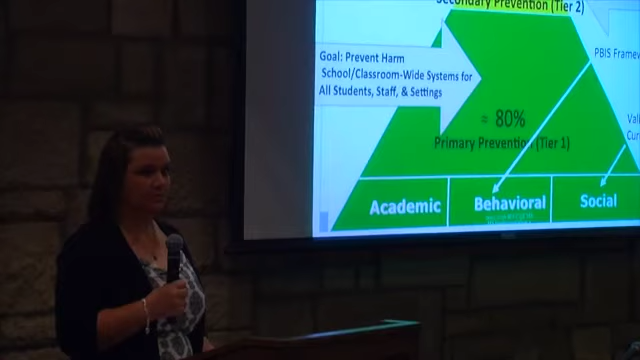 Secondary Prevention (Tier 2)
Goal: Prevent Harm
School/Classroom-Wide Systems for
All Students, Staff, & Settings
PBIS
≈ 80%
Primary Prevention (Tier 1)
Academic
Behavioral
Social